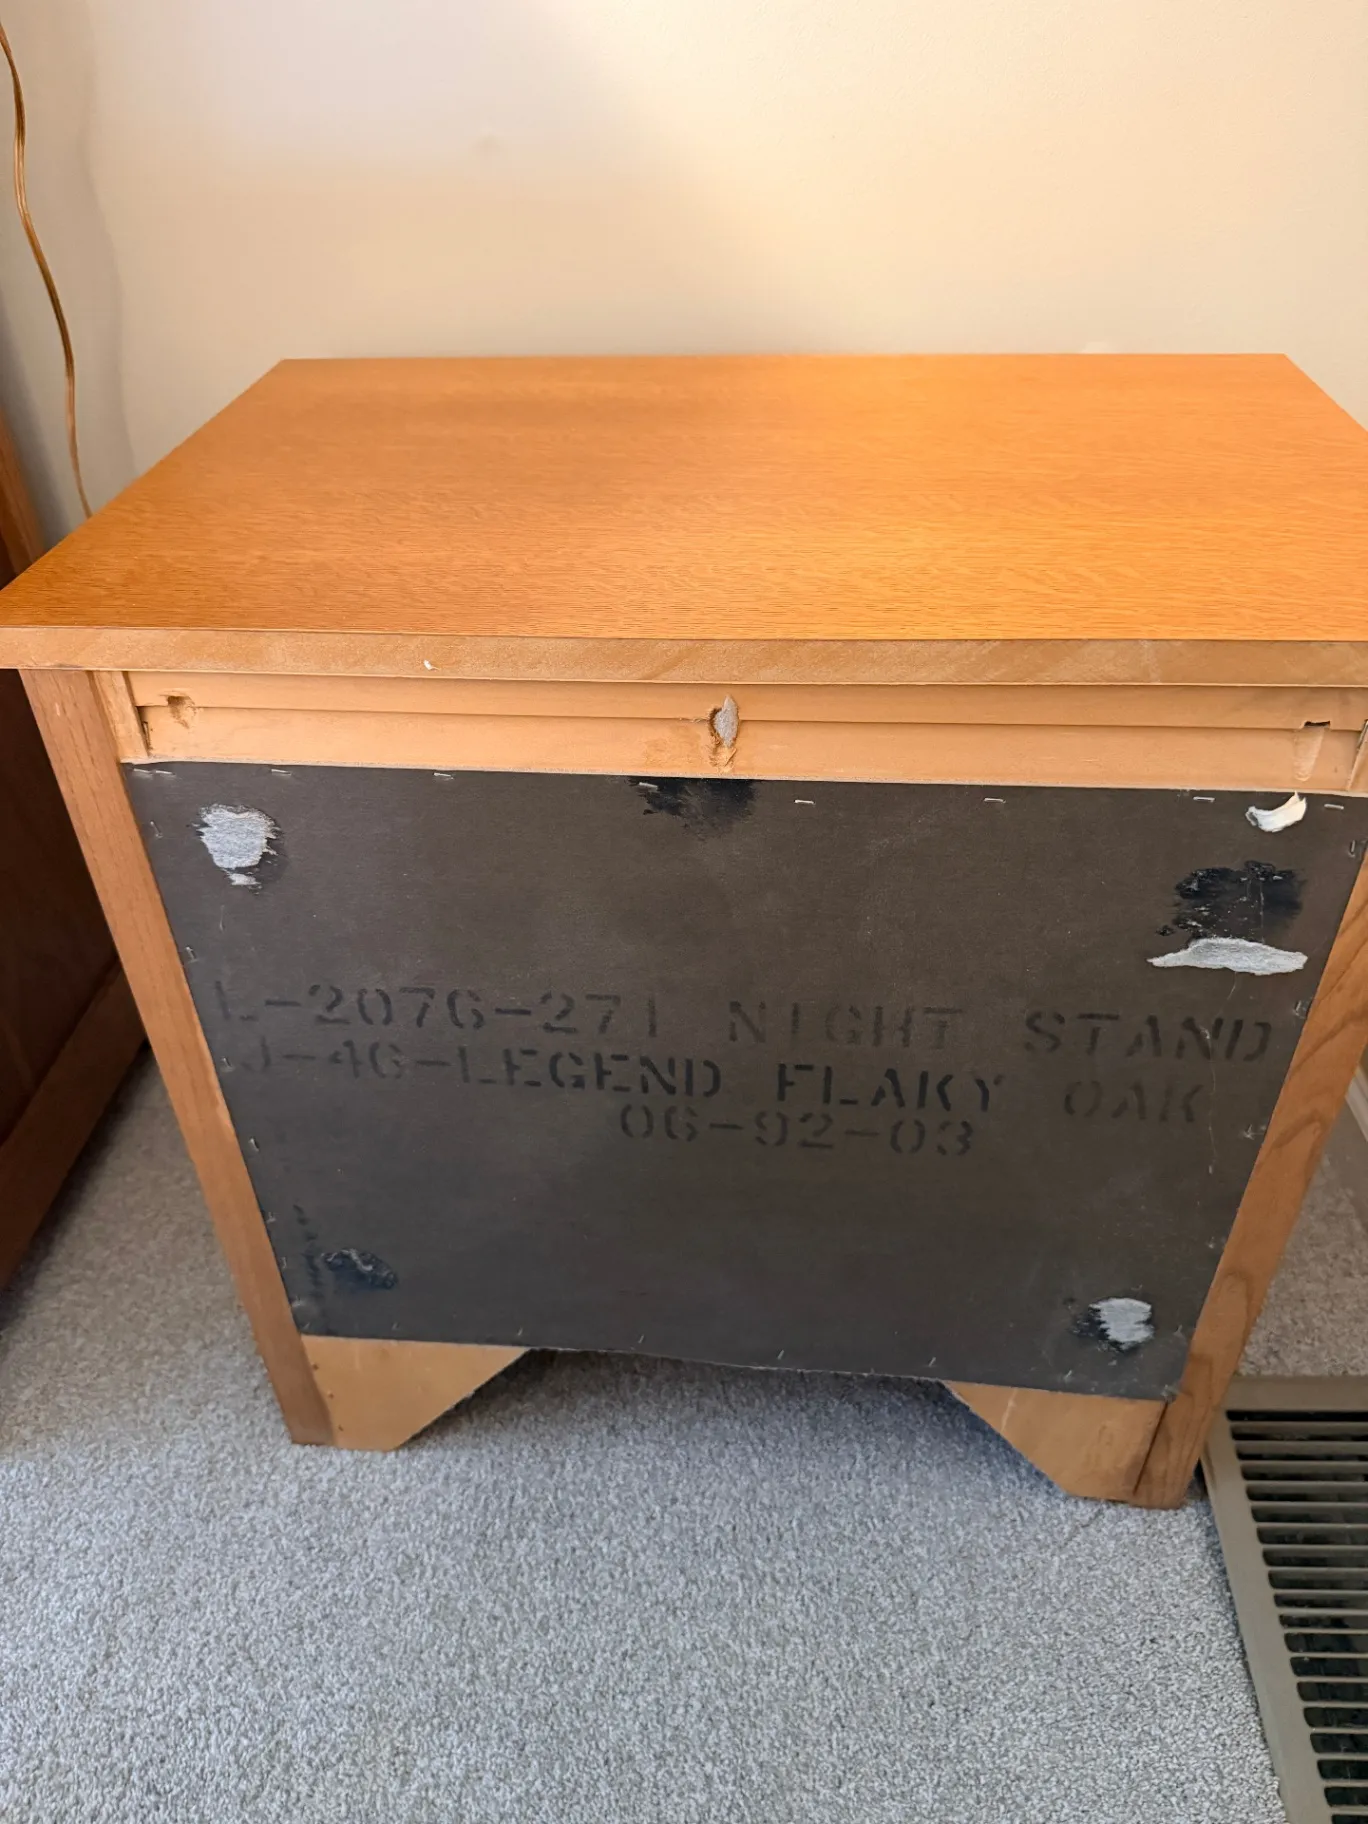 L-2076-271 NIGHT STAND
J-46-LEGEND FLAKY OAK
06-92-03